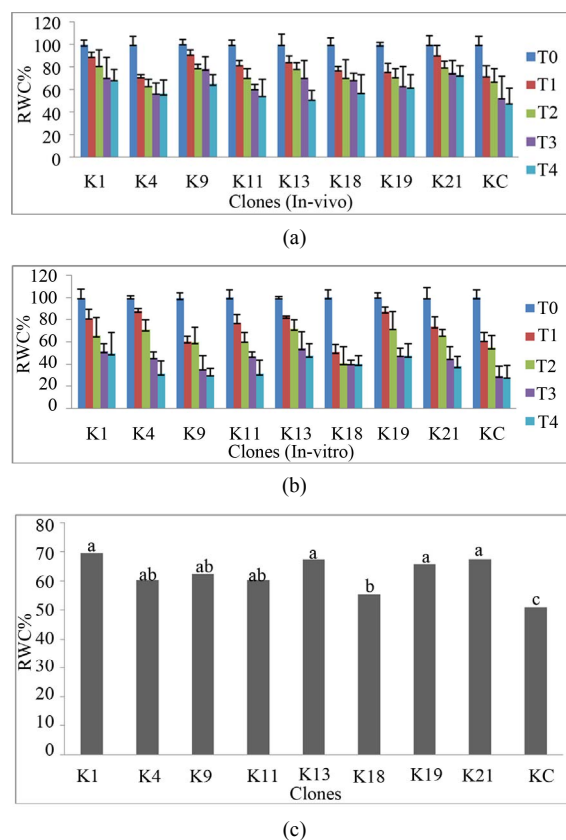 120
100
80
60
40
20
0
RWC%
T0
T1
T2
T3
T4
K1 K4 K9 K11 K13 K18 K19 K21 KC
Clones (In-vivo)
(a)
120
100
80
60
40
20
0
RWC%
T0
T1
T2
T3
T4
K1 K4 K9 K11 K13 K18 K19 K21 KC
Clones (In-vitro)
(b)
80
70
60
50
40
30
20
10
0
RWC%
a ab ab ab a b a a c
K1 K4 K9 K11 K13 K18 K19 K21 KC
Clones
(c)